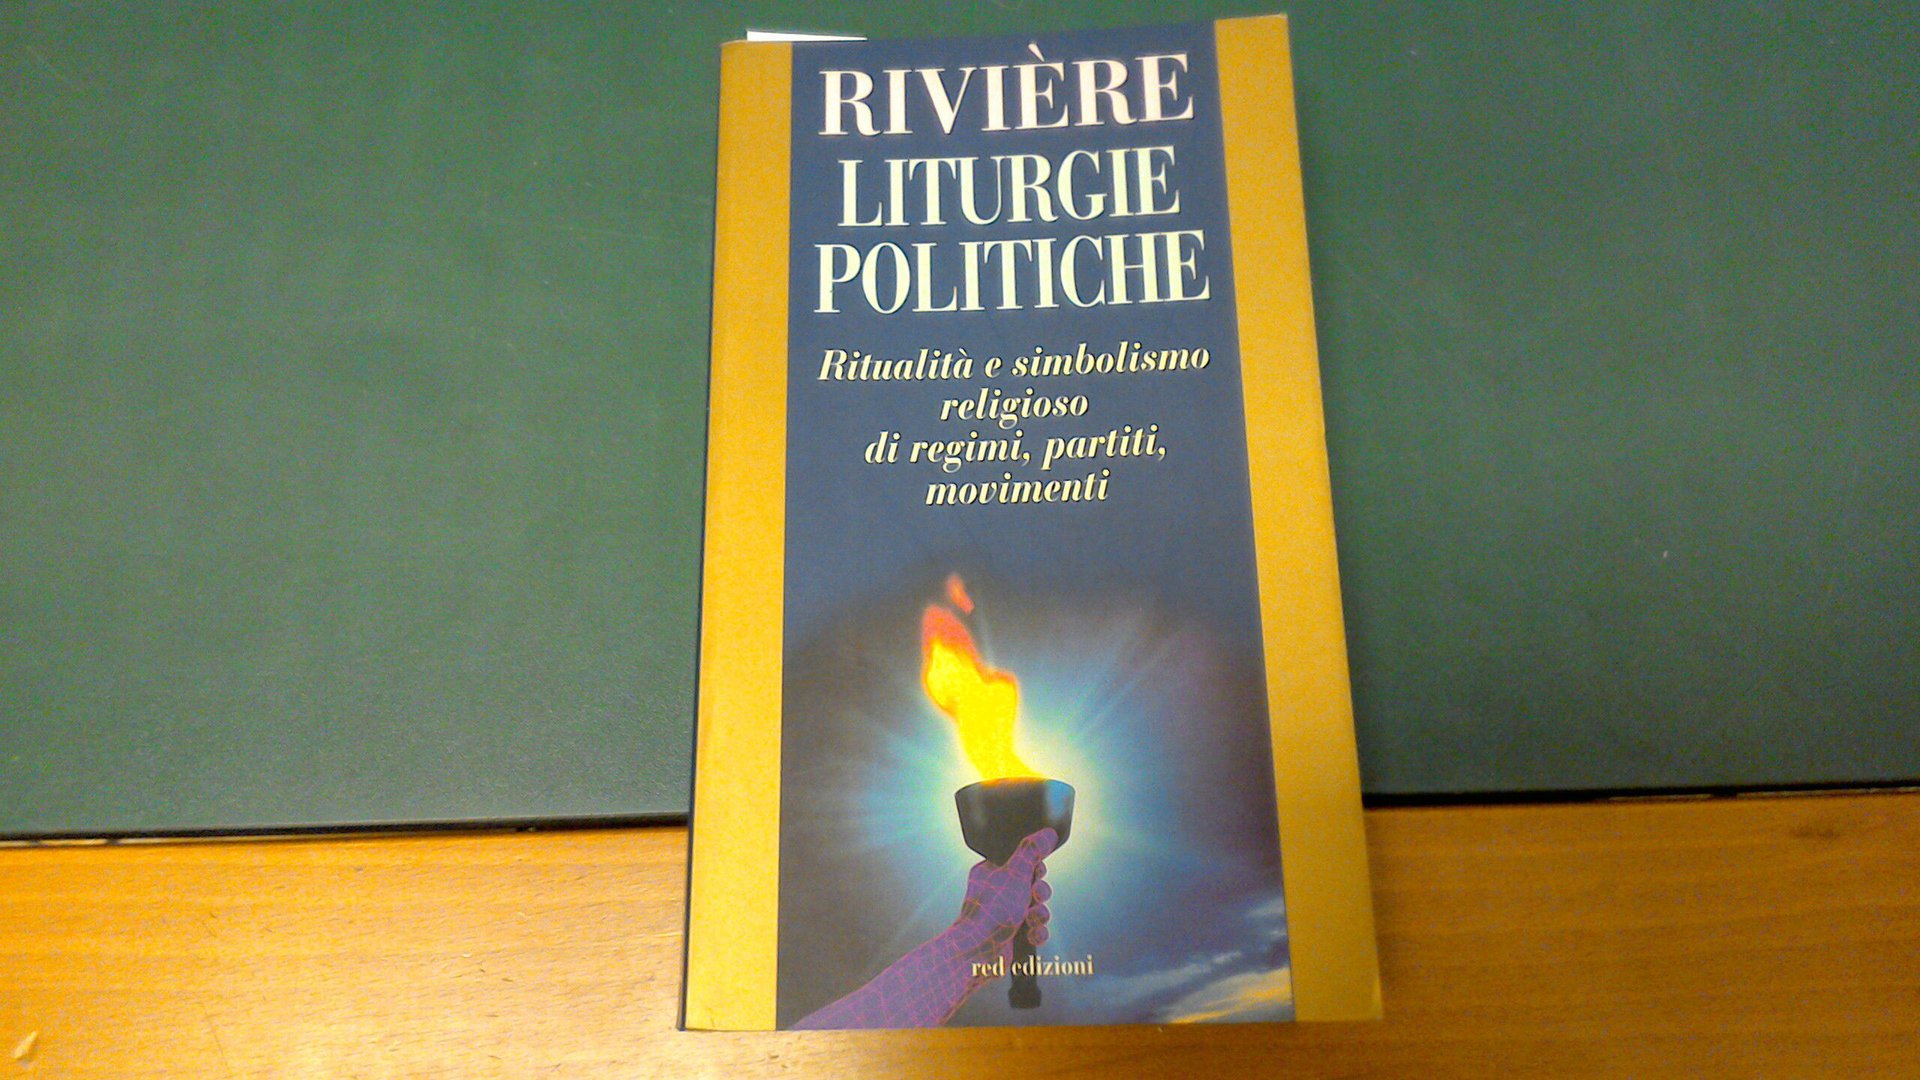 RIVIÈRE
LITURGIE
POLITICHE
Ritualità e simbolismo
religioso
di regimi, partiti,
movimenti
red edizioni